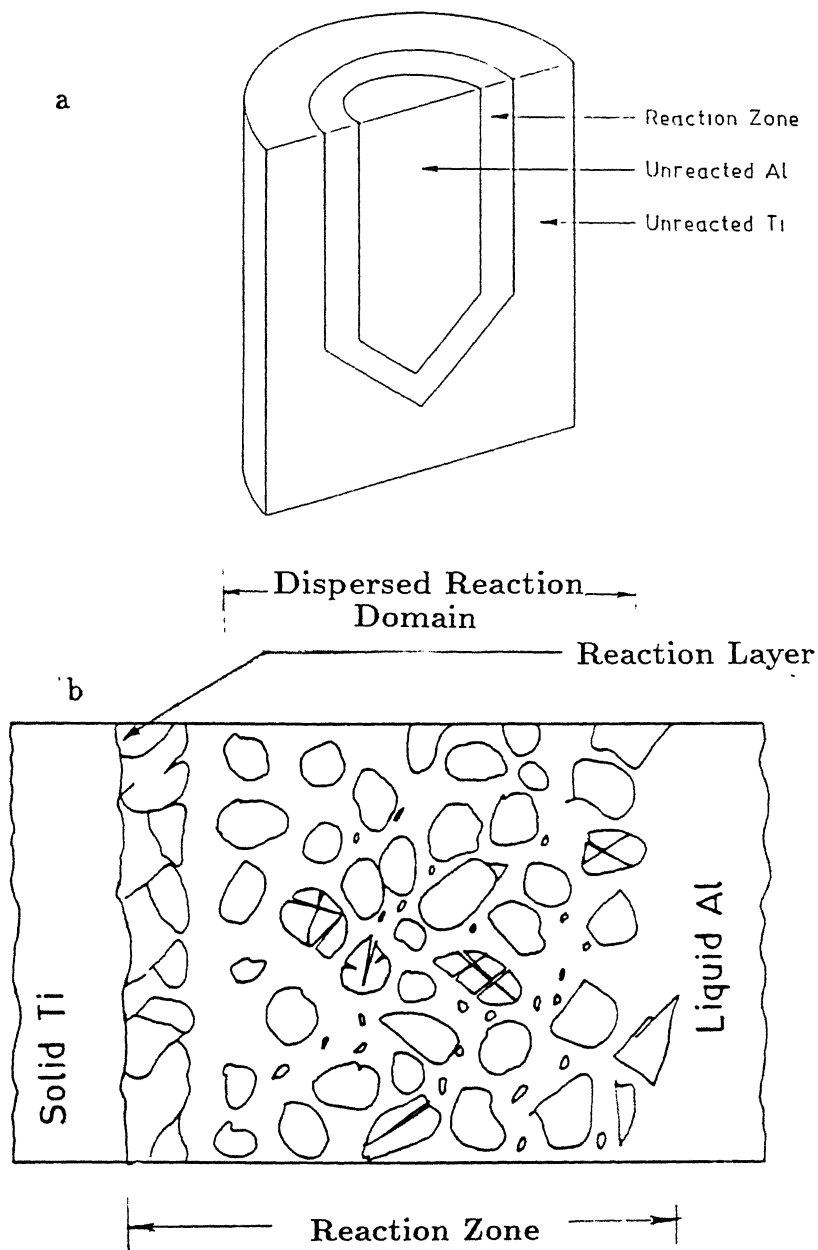 a
Reaction Zone
Unreacted Al
Unreacted Ti
Dispersed Reaction
Domain
Reaction Layer
b
Solid Ti
Liquid Al
Reaction Zone